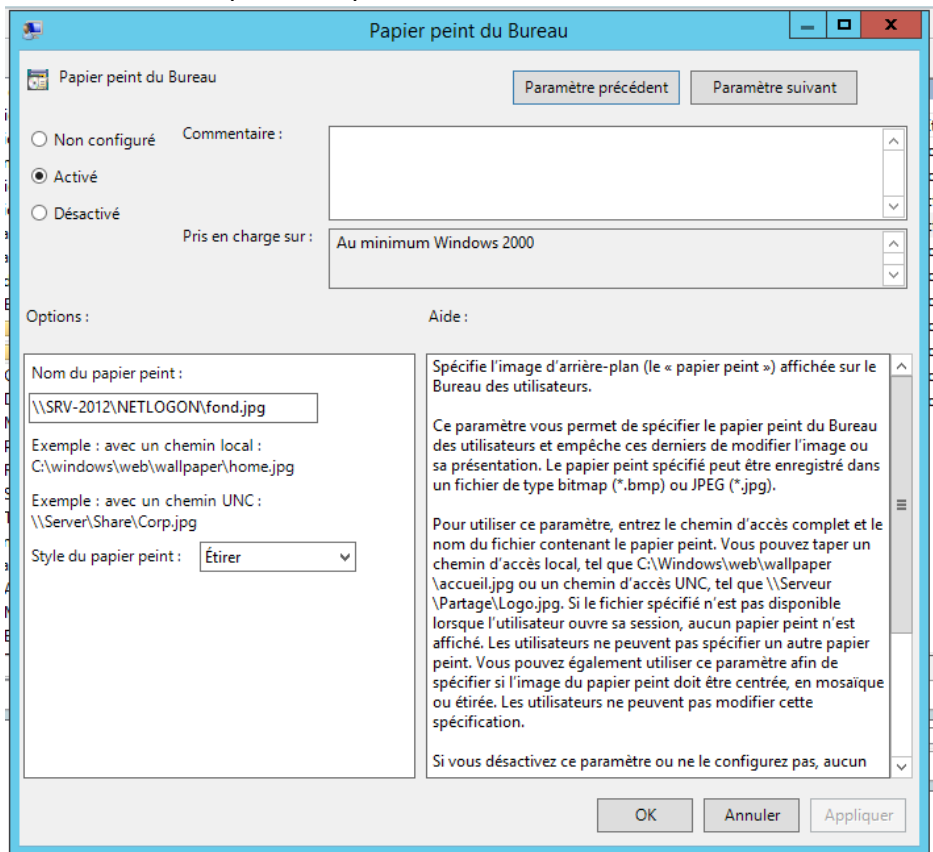 Papier peint du Bureau
Papier peint du Bureau
Paramètre précédent
Paramètre suivant
Non configuré
Commentaire :
Activé
Désactivé
Pris en charge sur :
Au minimum Windows 2000
Options :
Aide :
Nom du papier peint :
\\SRV-2012\NETLOGON\fond.jpg
Exemple : avec un chemin local :
C:\windows\web\wallpaper\home.jpg
Exemple : avec un chemin UNC :
\\Server\Share\Corp.jpg
Style du papier peint :
Étirer
Spécifie l'image d'arrière-plan (le « papier peint ») affichée sur le
Bureau des utilisateurs.
Ce paramètre vous permet de spécifier le papier peint du Bureau
des utilisateurs et empêche ces derniers de modifier l'image ou
sa présentation. Le papier peint spécifié peut être enregistré dans
un fichier de type bitmap (*.bmp) ou JPEG (*.jpg).
Pour utiliser ce paramètre, entrez le chemin d'accès complet et le
nom du fichier contenant le papier peint. Vous pouvez taper un
chemin d'accès local, tel que C:\Windows\web\wallpaper
\accueil.jpg ou un chemin d'accès UNC, tel que \\Serveur
\Partage\Logo.jpg. Si le fichier spécifié n'est pas disponible
lorsque l'utilisateur ouvre sa session, aucun papier peint n'est
affiché. Les utilisateurs ne peuvent pas spécifier un autre papier
peint. Vous pouvez également utiliser ce paramètre afin de
spécifier si l'image du papier peint doit être centrée, en mosaïque
ou étirée. Les utilisateurs ne peuvent pas modifier cette
spécification.
Si vous désactivez ce paramètre ou ne le configurez pas, aucun
OK
Annuler
Appliquer